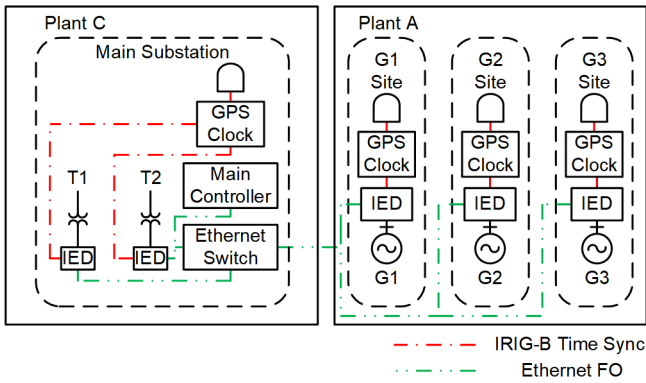 Plant C
Main Substation
GPS
Clock
T1
T2
Main
Controller
IED
IED
Ethernet
Switch
Plant A
G1
Site
GPS
Clock
IED
G1
G2
Site
GPS
Clock
IED
G2
G3
Site
GPS
Clock
IED
G3
IRIG-B Time Sync
Ethernet FO